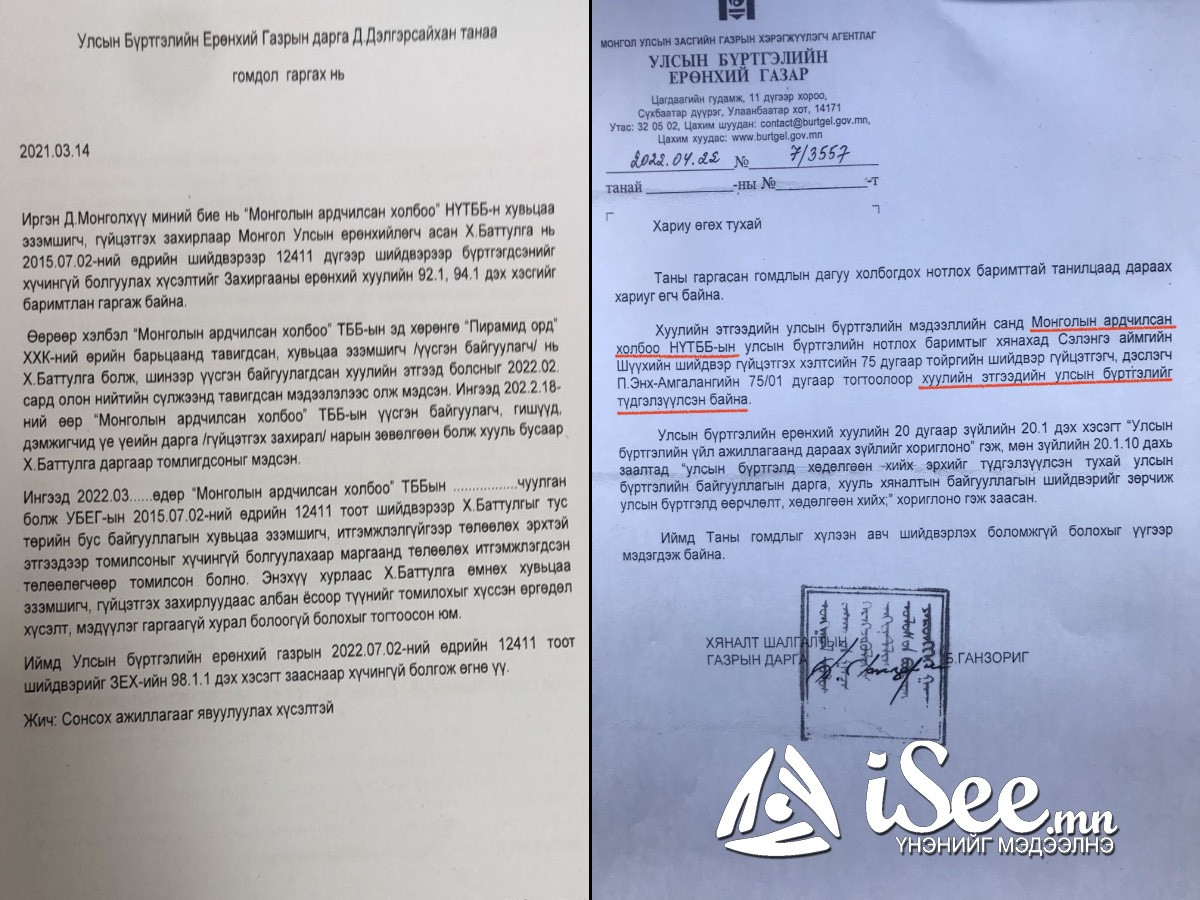 Улсын Бүртгэлийн Ерөнхий Газрын дарга Д.Дэлгэрсайхан танаа
гомдол гаргах нь
2021.03.14
Иргэн Д.Монголхүү миний бие нь “Монголын ардчилсан холбоо” НҮТББ-н хувьцаа
эзэмшигч, гүйцэтгэх захирлаар Монгол Улсын ерөнхийлөгч асан Х.Баттулга нь
2015.07.02-ний өдрийн шийдвэрээр 12411 дүгээр шийдвэрээр бүртгэгдсэнийг
хүчингүй болгуулах хүсэлтийг Захиргааны ерөнхий хуулийн 92.1, 94.1 дэх хэсгийг
баримтлан гаргаж байна.
Өөрөөр хэлбэл “Монголын ардчилсан холбоо” ТББ-ын эд хөрөнгө “Пирамид орд”
ХХК-ний өрийн барьцаанд тавигдсан, хувьцаа эзэмшигч /үүсгэн байгуулагч/ нь
Х.Баттулга болж, шинээр үүсгэн байгуулагдсан хуулийн этгээд болсныг 2022.02.
сард олон нийтийн сүлжээнд тавигдсан мэдээлэлээс олж мэдсэн. Ингээд 202.2.18-
ний өөр “Монголын ардчилсан холбоо” ТББ-ын үүсгэн байгуулагч, гишүүд,
дэмжигчид үе үеийн дарга /гүйцэтгэх захирал/ нарын зөвөлгөөн болж хууль бусаар
Х.Баттулга даргаар томлигдсоныг мэдсэн.
Ингээд 2022.03......өдөр “Монголын ардчилсан холбоо” ТББын ................чуулган
болж УБЕГ-ын 2015.07.02-ний өдрийн 12411 тоот шийдвэрээр Х.Баттулгыг тус
төрийн бус байгууллагын хувьцаа эзэмшигч, итгэмжлэлгүйгээр төлөөлөх эрхтэй
этгээдээр томилсоныг хүчингүй болгуулахаар маргаанд төлөөлөх итгэмжлэгдсэн
төлөөлөгчөөр томилсон болно. Энэхүү хурлаас Х.Баттулга өмнөх хувьцаа
эзэмшигч, гүйцэтгэх захирлуудаас албан ёсоор түүнийг томилохыг хүссэн өргөдөл
хүсэлт, мэдүүлэг гаргаагүй хурал болоогүй болохыг тогтоосон юм.
Иймд Улсын бүртгэлийн ерөнхий газрын 2022.07.02-ний өдрийн 12411 тоот
шийдвэрийг ЗЕХ-ийн 98.1.1 дэх хэсэгт зааснаар хүчингүй болгож өгнө үү.
Жич: Сонсох ажиллагааг явуулуулах хүсэлтэй
МОНГОЛ УЛСЫН ЗАСГИЙН ГАЗРЫН ХЭРЭГЖҮҮЛЭГЧ АГЕНТЛАГ
УЛСЫН БҮРТГЭЛИЙН
ЕРӨНХИЙ ГАЗАР
Цагдаагийн гудамж, 11 дүгээр хороо,
Сүхбаатар дүүрэг, Улаанбаатар хот, 14171
Утас: 32 05 02, Цахим шуудан: contact@burtgel.gov.mn,
Цахим хуудас: www.burtgel.gov.mn
2022.04.22 № 7/3557
танай ____________-ны №______________-т
Хариу өгөх тухай
Таны гаргасан гомдлын дагуу холбогдох нотлох баримттай танилцаад дараах
хариуг өгч байна.
Хуулийн этгээдийн улсын бүртгэлийн мэдээллийн санд Монголын ардчилсан
холбоо НҮТББ-ын улсын бүртгэлийн нотлох баримтыг хянахад Сэлэнгэ аймгийн
Шүүхийн шийдвэр гүйцэтгэх хэлтсийн 75 дугаар тойргийн шийдвэр гүйцэтгэгч, дэслэгч
П.Энх-Амгалангийн 75/01 дугаар тогтоолоор хуулийн этгээдийн улсын бүртгэлийг
түдгэлзүүлсэн байна.
Улсын бүртгэлийн ерөнхий хуулийн 20 дугаар зүйлийн 20.1 дэх хэсэгт “Улсын
бүртгэлийн үйл ажиллагаанд дараах зүйлийг хориглоно” гэж, мөн зүйлийн 20.1.10 дахь
заалтад “улсын бүртгэлд хөдөлгөөн хийх эрхийг түдгэлзүүлсэн тухай улсын
бүртгэлийн байгууллагын дарга, хууль хяналтын байгууллагын шийдвэрийг зөрчиж
улсын бүртгэлд өөрчлөлт, хөдөлгөөн хийх;” хориглоно гэж заасан.
Иймд Таны гомдлыг хүлээн авч шийдвэрлэх боломжгүй болохыг үүгээр
мэдэгдэж байна.
ХЯНАЛТ ШАЛГАЛТЫН
ГАЗРЫН ДАРГА Б.ГАНЗОРИГ
iSee.mn
ҮНЭНИЙГ МЭДЭЭЛНЭ